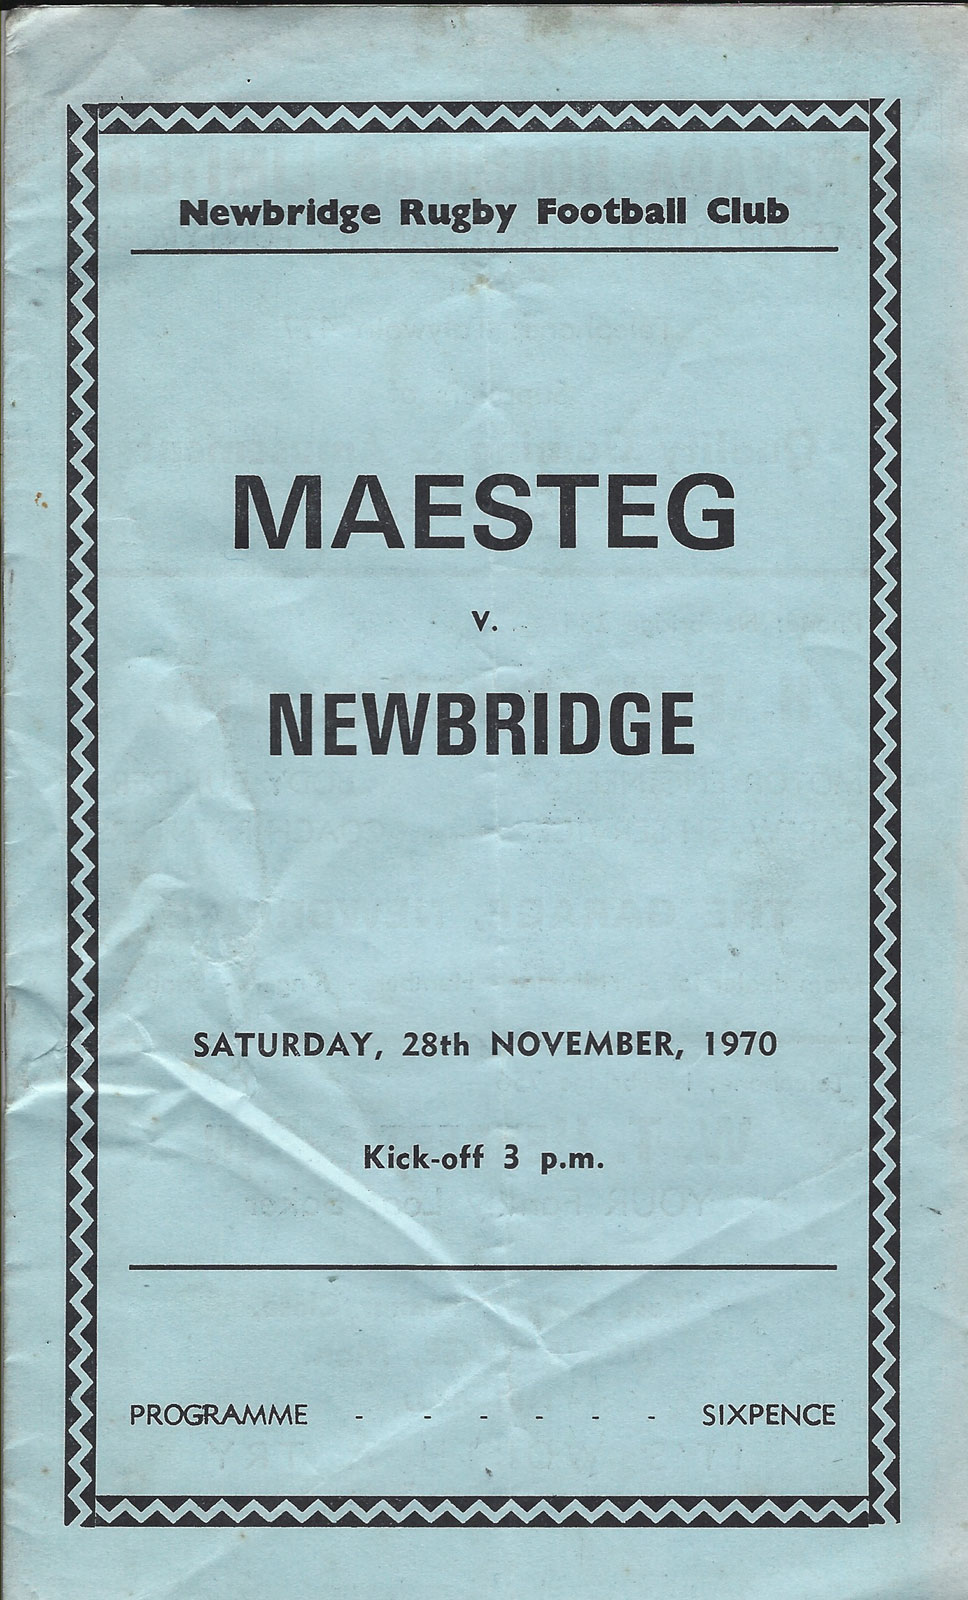 Newbridge Rugby Football Club
MAESTEG
v.
NEWBRIDGE
SATURDAY, 28th NOVEMBER, 1970
Kick-off 3 p.m.
PROGRAMME - - - - - - SIXPENCE